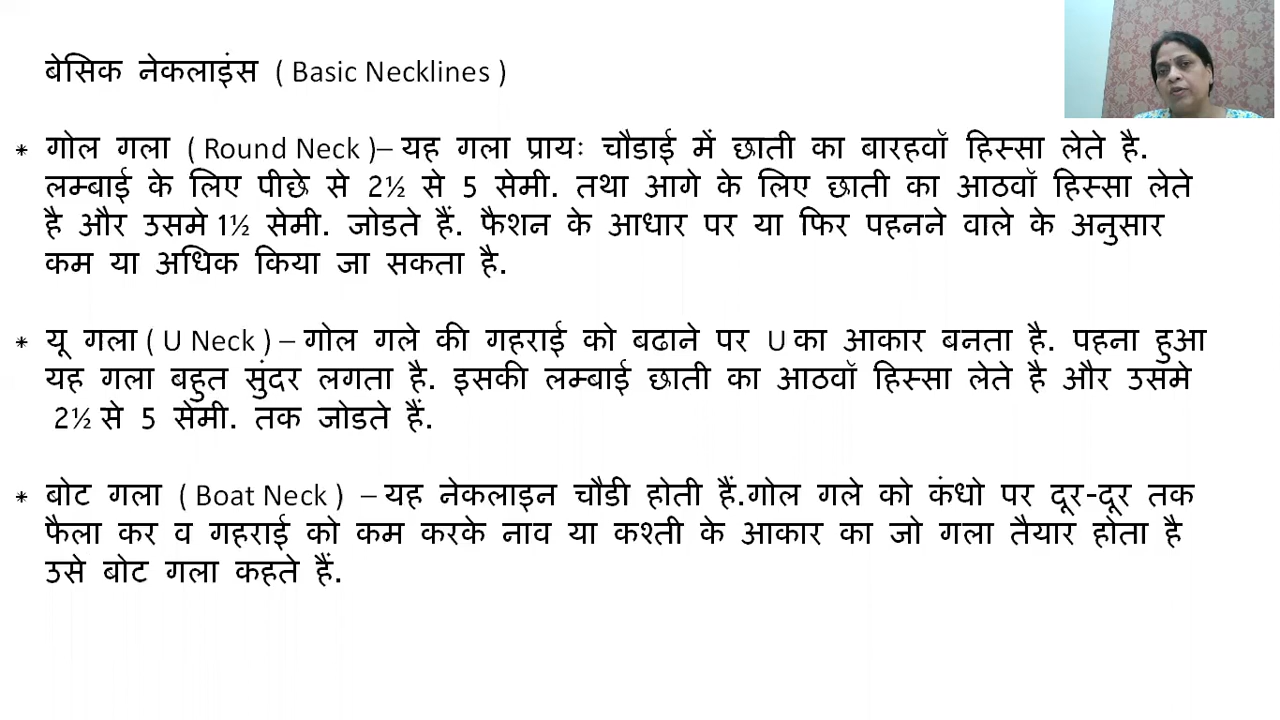 बेसिक नेकलाइंस ( Basic Necklines )
* गोल गला ( Round Neck )– यह गला प्रायः चौडाई में छाती का बारहवॉ हिस्सा लेते है.
लम्बाई के लिए पीछे से 2½ से 5 सेमी. तथा आगे के लिए छाती का आठवॉ हिस्सा लेते
है और उसमे 1½ सेमी. जोडते हैं. फैशन के आधार पर या फिर पहनने वाले के अनुसार
कम या अधिक किया जा सकता है.
* यू गला ( U Neck ) – गोल गले की गहराई को बढाने पर U का आकार बनता है. पहना हुआ
यह गला बहुत सुंदर लगता है. इसकी लम्बाई छाती का आठवॉ हिस्सा लेते है और उसमे
2½ से 5 सेमी. तक जोडते हैं.
* बोट गला ( Boat Neck ) – यह नेकलाइन चौडी होती हैं.गोल गले को कंधो पर दूर-दूर तक
फैला कर व गहराई को कम करके नाव या कश्ती के आकार का जो गला तैयार होता है
उसे बोट गला कहते हैं.